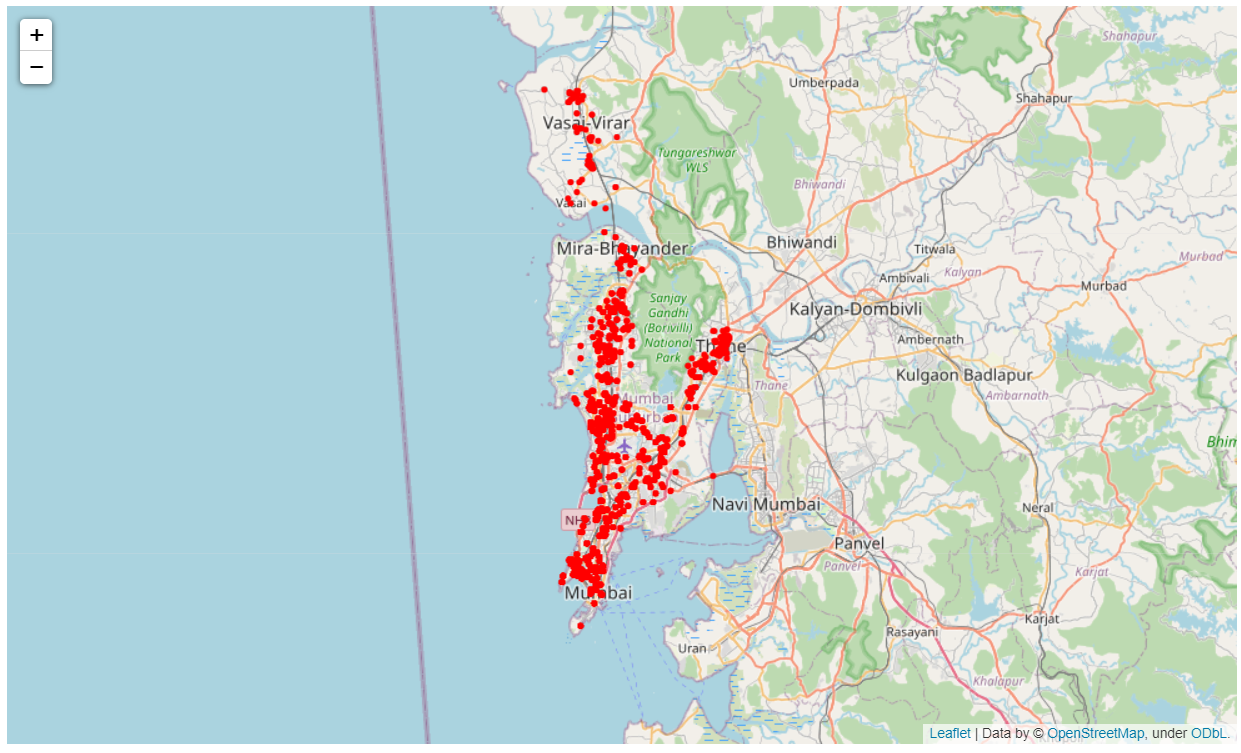 +
−
Shahapur
Umberpada
Shahapur
Vasai-Virar
Tungareshwar
WLS
Bhiwandi
Vasai
Mira-Bhayander
Bhiwandi
Titwala
Murbad
Ambivali
Kalyan
Murbad
Sanjay
Gandhi
(Borivili)
National
Park
Kalyan-Dombivli
Thane
Ambernath
Kulgaon Badlapur
Thane
Ambarnath
Mumbai
Navi Mumbai
Neral
NH
Panvel
Panvel
Karjat
Mumbai
Karjat
Rasayani
Uran
Khalapur
Leaflet | Data by © OpenStreetMap, under ODbL.